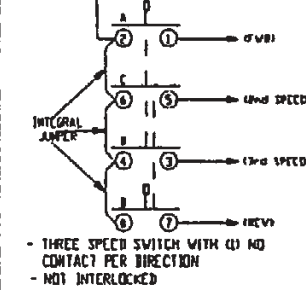 A
2 1 (FWD)
C
6 5 (2nd SPEED
INTEGRAL
JUMPER
4 3 (3rd SPEED
8 7 (REV)
- THREE SPEED SWITCH WITH (1) NO
CONTACT PER DIRECTION
- NOT INTERLOCKED